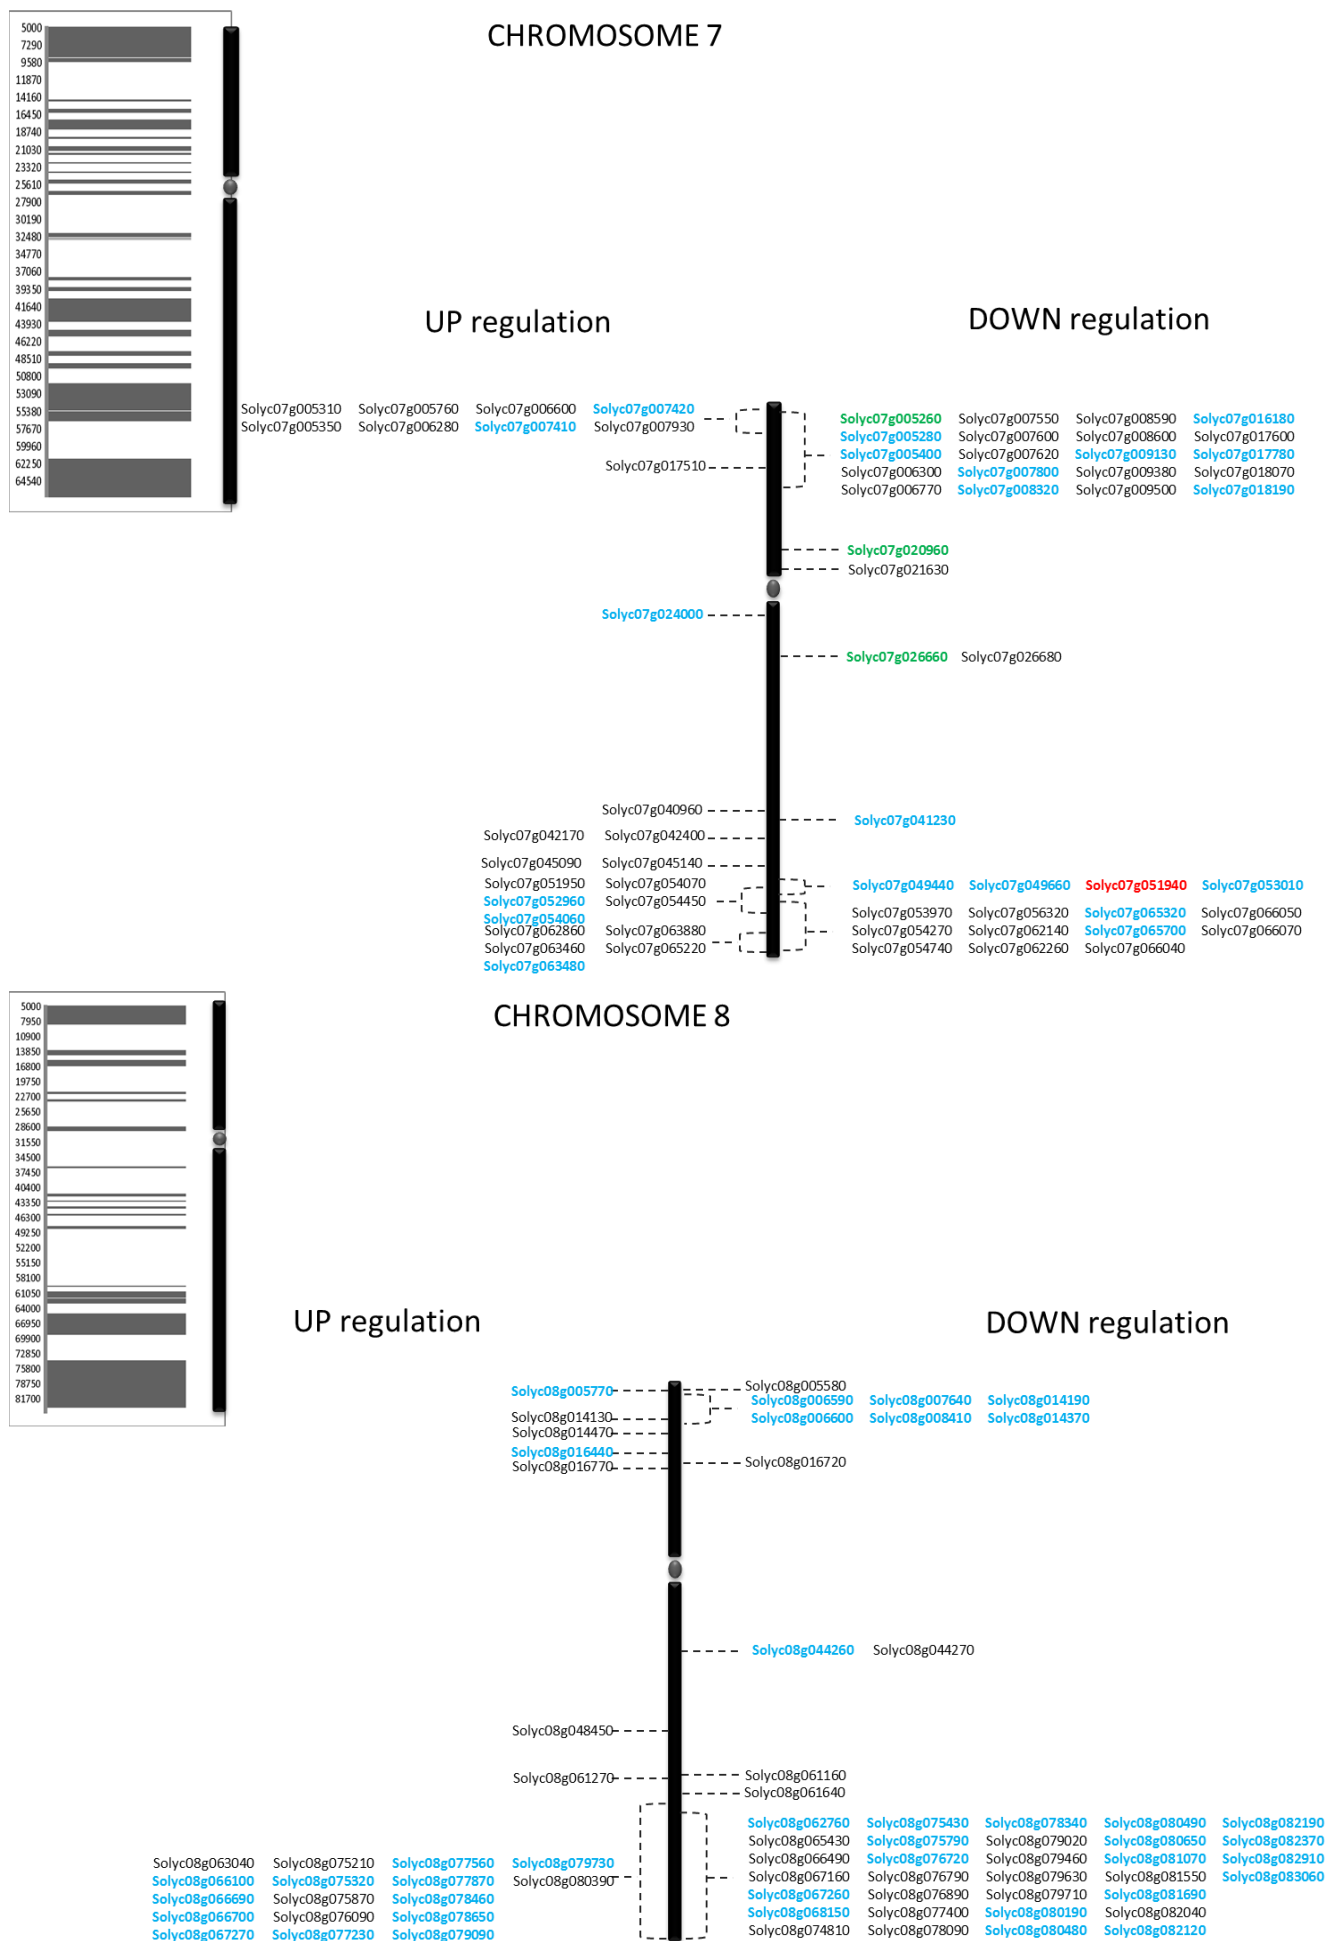 CHROMOSOME 7
5000
7290
9580
11870
14160
16450
18740
21030
23320
25610
27900
30190
32480
34770
37060
39350
41640
43930
46220
48510
50800
53090
55380
57670
59960
62250
64540
UP regulation
DOWN regulation
Solyc07g005310 Solyc07g005760 Solyc07g006600 Solyc07g007420
Solyc07g005350 Solyc07g006280 Solyc07g007410 Solyc07g007930
Solyc07g017510
Solyc07g005260 Solyc07g007550 Solyc07g008590 Solyc07g016180
Solyc07g005280 Solyc07g007600 Solyc07g008600 Solyc07g017600
Solyc07g005400 Solyc07g007620 Solyc07g009130 Solyc07g017780
Solyc07g006300 Solyc07g007800 Solyc07g009380 Solyc07g018070
Solyc07g006770 Solyc07g008320 Solyc07g009500 Solyc07g018190
Solyc07g020960
Solyc07g021630
Solyc07g024000
Solyc07g026660 Solyc07g026680
Solyc07g040960
Solyc07g041230
Solyc07g042170 Solyc07g042400
Solyc07g045090 Solyc07g045140
Solyc07g051950 Solyc07g054070
Solyc07g052960 Solyc07g054450
Solyc07g054060
Solyc07g062860 Solyc07g063880
Solyc07g063460 Solyc07g065220
Solyc07g063480
Solyc07g049440 Solyc07g049660 Solyc07g051940 Solyc07g053010
Solyc07g053970 Solyc07g056320 Solyc07g065320 Solyc07g066050
Solyc07g054270 Solyc07g062140 Solyc07g065700 Solyc07g066070
Solyc07g054740 Solyc07g062260 Solyc07g066040
CHROMOSOME 8
5000
7950
10900
13850
16800
19750
22700
25650
28600
31550
34500
37450
40400
43350
46300
49250
52200
55150
58100
61050
64000
66950
69900
72850
75800
78750
81700
UP regulation
DOWN regulation
Solyc08g005770
Solyc08g014130
Solyc08g014470
Solyc08g016440
Solyc08g016770
Solyc08g005580
Solyc08g006590 Solyc08g007640 Solyc08g014190
Solyc08g006600 Solyc08g008410 Solyc08g014370
Solyc08g016720
Solyc08g044260 Solyc08g044270
Solyc08g048450
Solyc08g061270
Solyc08g061160
Solyc08g061640
Solyc08g063040 Solyc08g075210 Solyc08g077560 Solyc08g079730
Solyc08g066100 Solyc08g075320 Solyc08g077870 Solyc08g080390
Solyc08g066690 Solyc08g075870 Solyc08g078460
Solyc08g066700 Solyc08g076090 Solyc08g078650
Solyc08g067270 Solyc08g077230 Solyc08g079090
Solyc08g062760 Solyc08g075430 Solyc08g078340 Solyc08g080490 Solyc08g082190
Solyc08g065430 Solyc08g075790 Solyc08g079020 Solyc08g080650 Solyc08g082370
Solyc08g066490 Solyc08g076720 Solyc08g079460 Solyc08g081070 Solyc08g082910
Solyc08g067160 Solyc08g076790 Solyc08g079630 Solyc08g081550 Solyc08g083060
Solyc08g067260 Solyc08g076890 Solyc08g079710 Solyc08g081690
Solyc08g068150 Solyc08g077400 Solyc08g080190 Solyc08g082040
Solyc08g074810 Solyc08g078090 Solyc08g080480 Solyc08g082120